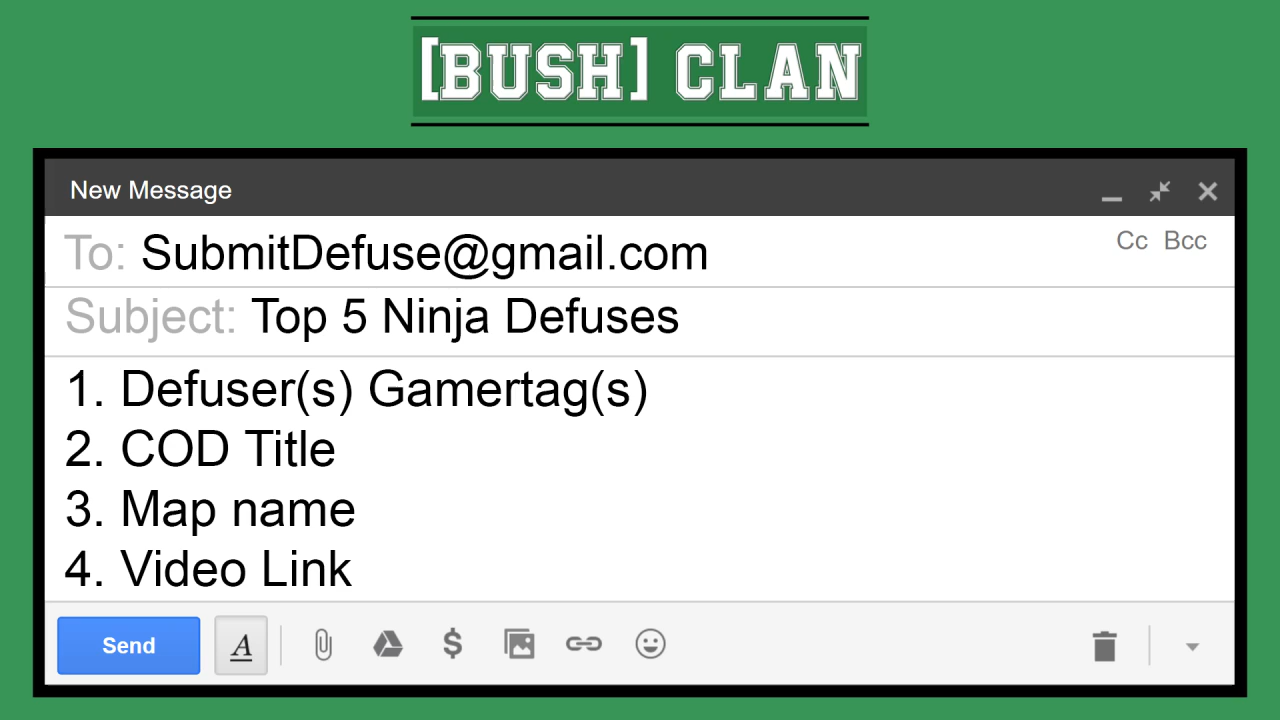 [BUSH] CLAN
New Message
Cc Bcc
To: SubmitDefuse@gmail.com
Subject: Top 5 Ninja Defuses
1. Defuser(s) Gamertag(s)
2. COD Title
3. Map name
4. Video Link
Send A $